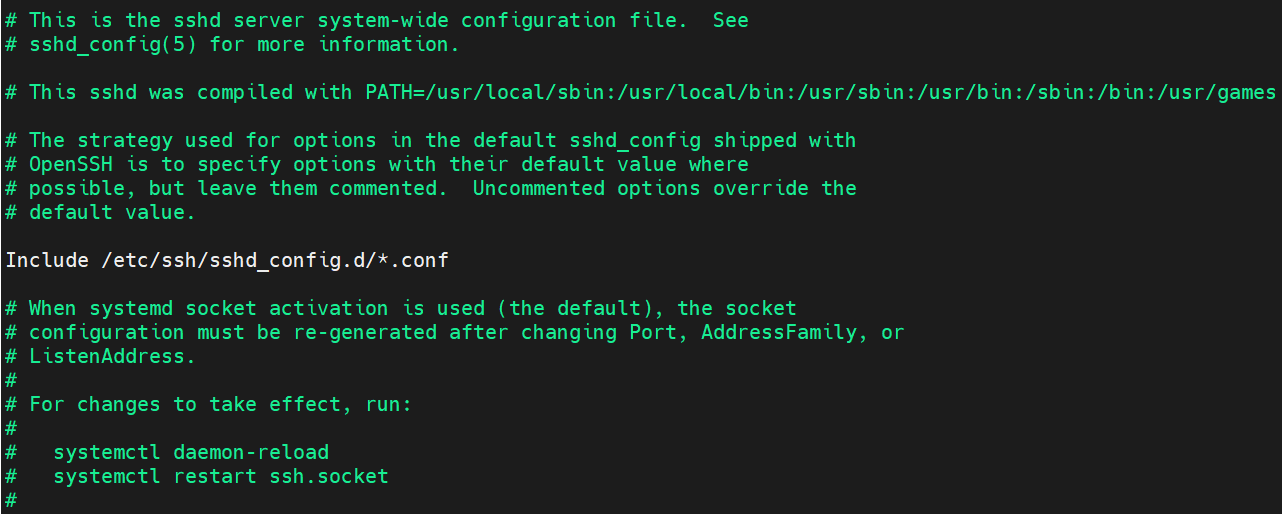 # This is the sshd server system-wide configuration file.  See
# sshd_config(5) for more information.

# This sshd was compiled with PATH=/usr/local/sbin:/usr/local/bin:/usr/sbin:/usr/bin:/sbin:/bin:/usr/games

# The strategy used for options in the default sshd_config shipped with
# OpenSSH is to specify options with their default value where
# possible, but leave them commented.  Uncommented options override the
# default value.

Include /etc/ssh/sshd_config.d/*.conf

# When systemd socket activation is used (the default), the socket
# configuration must be re-generated after changing Port, AddressFamily, or
# ListenAddress.
#
# For changes to take effect, run:
#
#   systemctl daemon-reload
#   systemctl restart ssh.socket
#